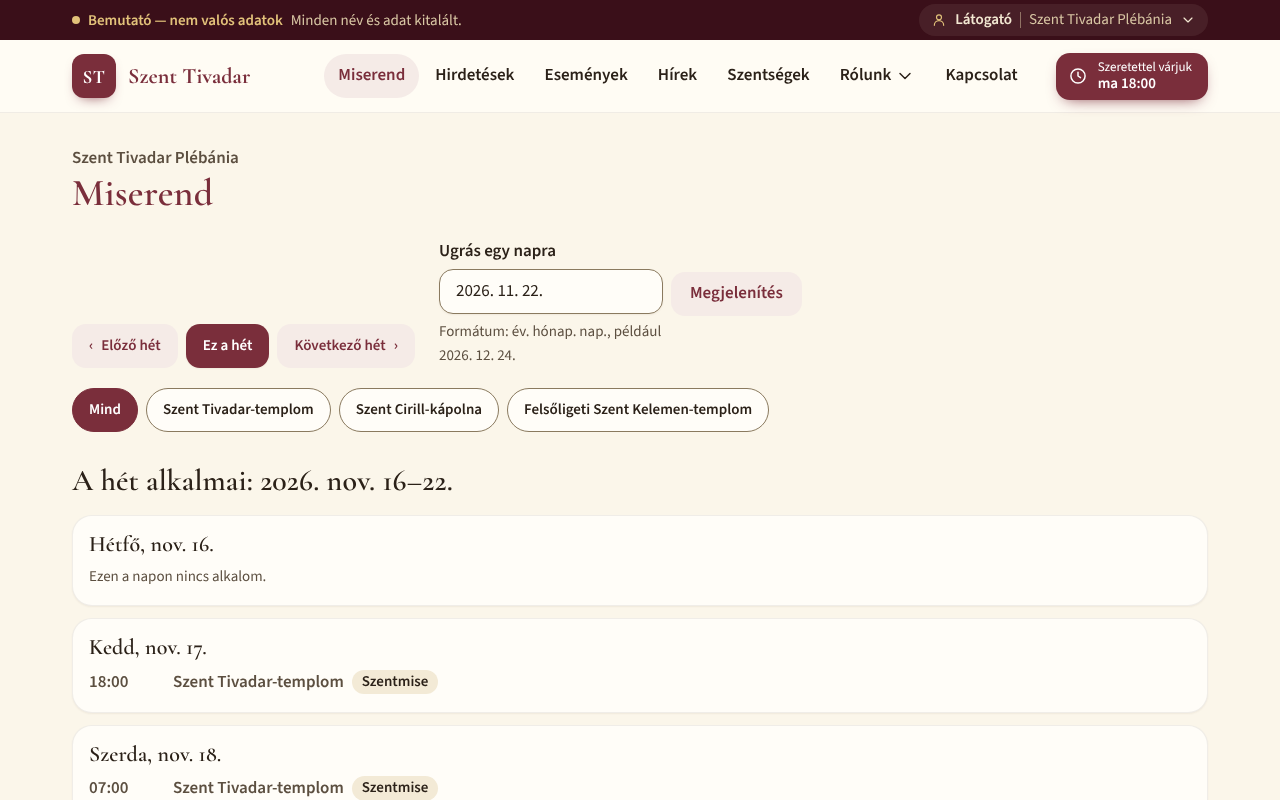 Bemutató — nem valós adatok Minden név és adat kitalált.
Látogató Szent Tivadar Plébánia
ST Szent Tivadar
Miserend Hirdetések Események Hírek Szentségek Rólunk Kapcsolat
Szeretettel várjuk
ma 18:00
Szent Tivadar Plébánia
Miserend
Ugrás egy napra
2026. 11. 22.
Megjelenítés
Formátum: év. hónap. nap., például
2026. 12. 24.
‹ Előző hét
Ez a hét
Következő hét ›
Mind
Szent Tivadar-templom
Szent Cirill-kápolna
Felsőligeti Szent Kelemen-templom
A hét alkalmai: 2026. nov. 16–22.
Hétfő, nov. 16.
Ezen a napon nincs alkalom.
Kedd, nov. 17.
18:00 Szent Tivadar-templom Szentmise
Szerda, nov. 18.
07:00 Szent Tivadar-templom Szentmise